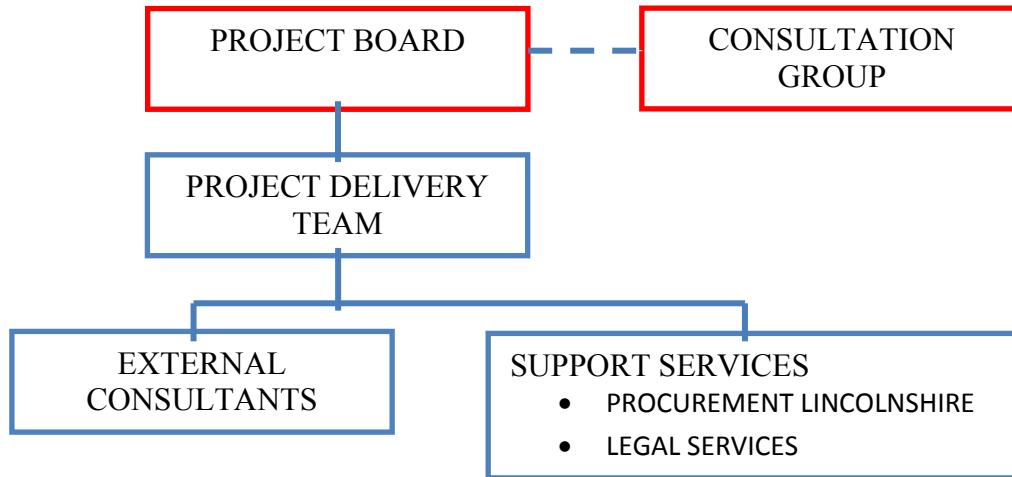 PROJECT BOARD
CONSULTATION
GROUP
PROJECT DELIVERY
TEAM
EXTERNAL
CONSULTANTS
SUPPORT SERVICES
• PROCUREMENT LINCOLNSHIRE
• LEGAL SERVICES